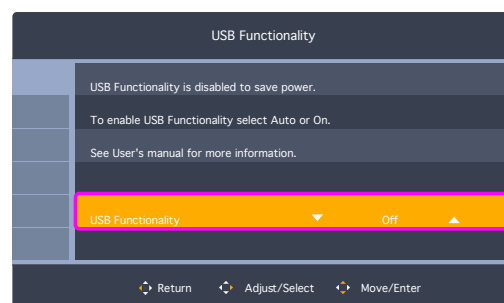 USB Functionality
USB Functionality is disabled to save power.
To enable USB Functionality select Auto or On.
See User's manual for more information.
USB Functionality Off
Return Adjust/Select Move/Enter